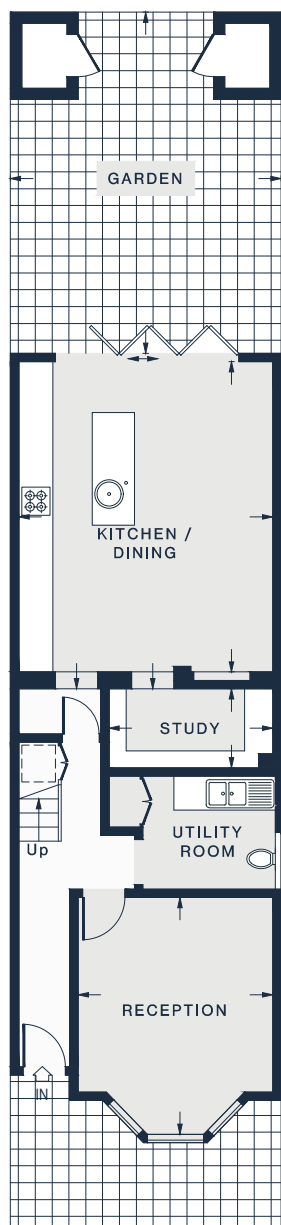 GARDEN
KITCHEN /
DINING
STUDY
UTILITY
ROOM
Up
RECEPTION
IN